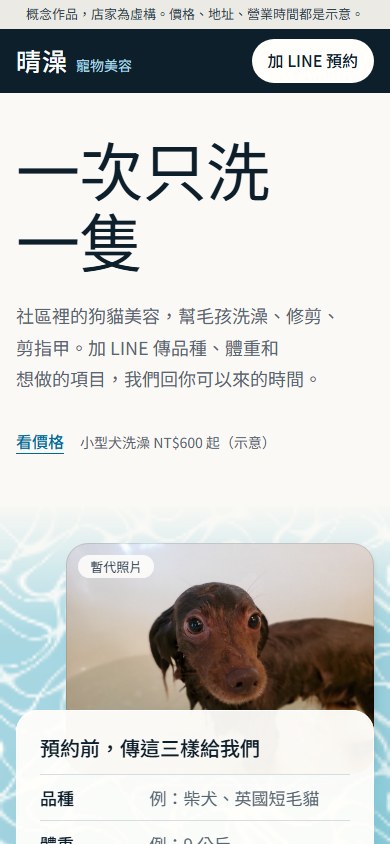 概念作品，店家為虛構。價格、地址、營業時間都是示意。
晴澡 寵物美容
加 LINE 預約
一次只洗
一隻
社區裡的狗貓美容，幫毛孩洗澡、修剪、
剪指甲。加 LINE 傳品種、體重和
想做的項目，我們回你可以來的時間。
看價格 小型犬洗澡 NT$600 起（示意）
暫代照片
預約前，傳這三樣給我們
品種 例：柴犬、英國短毛貓
體重 例：9 公斤